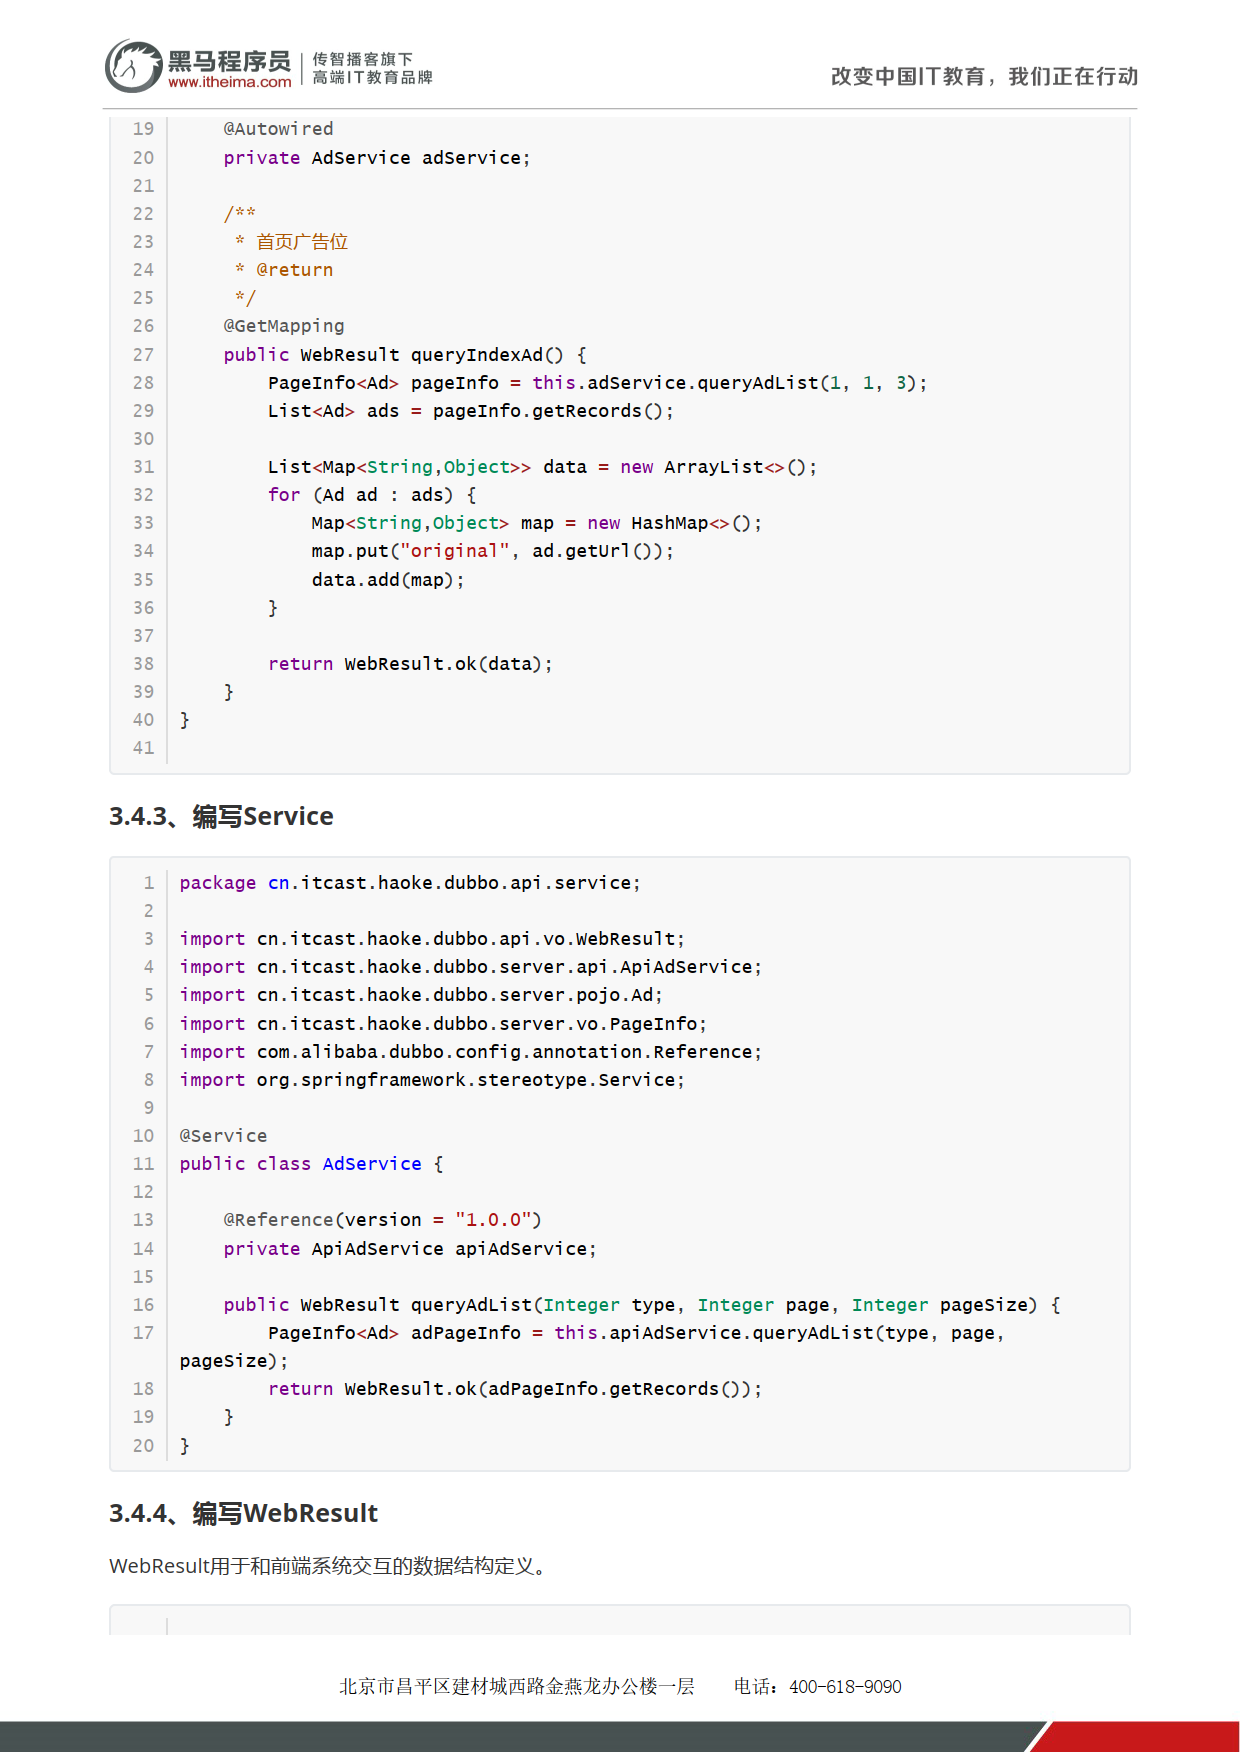 黑马程序员
www.itheima.com
传智播客旗下
高端IT教育品牌
改变中国IT教育，我们正在行动
19     @Autowired
20     private AdService adService;
21
22     /**
23      * 首页广告位
24      * @return
25      */
26     @GetMapping
27     public WebResult queryIndexAd() {
28         PageInfo<Ad> pageInfo = this.adService.queryAdList(1, 1, 3);
29         List<Ad> ads = pageInfo.getRecords();
30
31         List<Map<String,Object>> data = new ArrayList<>();
32         for (Ad ad : ads) {
33             Map<String,Object> map = new HashMap<>();
34             map.put("original", ad.getUrl());
35             data.add(map);
36         }
37
38         return WebResult.ok(data);
39     }
40 }
41
3.4.3、编写Service
1 package cn.itcast.haoke.dubbo.api.service;
2
3 import cn.itcast.haoke.dubbo.api.vo.WebResult;
4 import cn.itcast.haoke.dubbo.server.api.ApiAdService;
5 import cn.itcast.haoke.dubbo.server.pojo.Ad;
6 import cn.itcast.haoke.dubbo.server.vo.PageInfo;
7 import com.alibaba.dubbo.config.annotation.Reference;
8 import org.springframework.stereotype.Service;
9
10 @Service
11 public class AdService {
12
13     @Reference(version = "1.0.0")
14     private ApiAdService apiAdService;
15
16     public WebResult queryAdList(Integer type, Integer page, Integer pageSize) {
17         PageInfo<Ad> adPageInfo = this.apiAdService.queryAdList(type, page,
pageSize);
18         return WebResult.ok(adPageInfo.getRecords());
19     }
20 }
3.4.4、编写WebResult
WebResult用于和前端系统交互的数据结构定义。
北京市昌平区建材城西路金燕龙办公楼一层 电话：400-618-9090